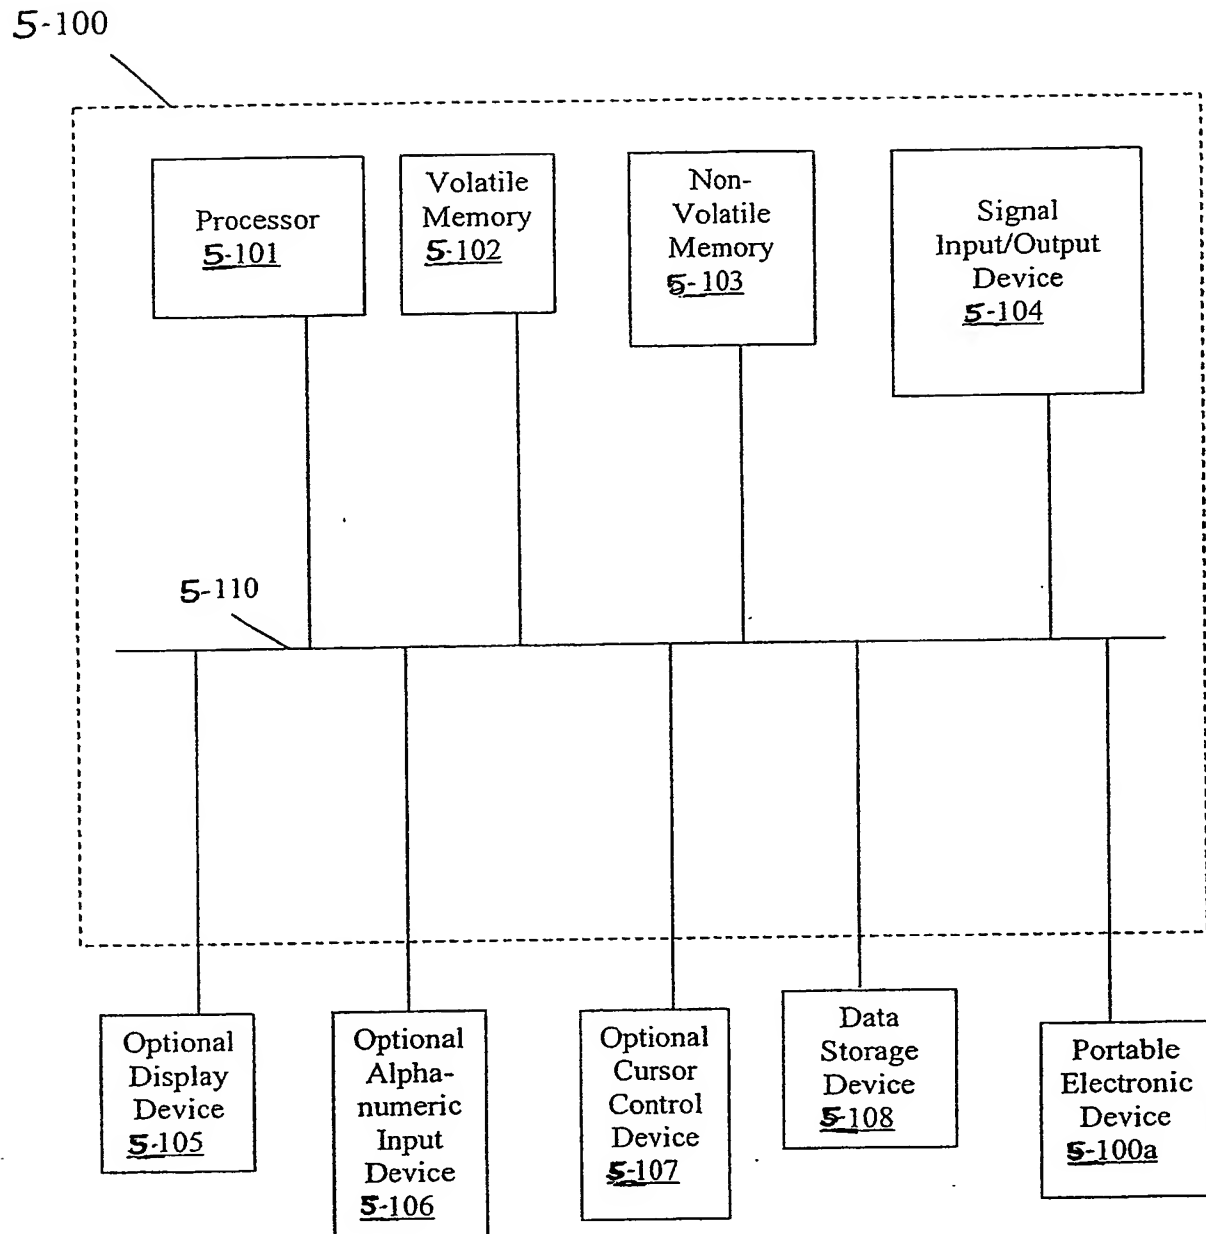 5-100
Processor
5-101
Volatile
Memory
5-102
Non-
Volatile
Memory
5-103
Signal
Input/Output
Device
5-104
5-110
Optional
Display
Device
5-105
Optional
Alpha-
numeric
Input
Device
5-106
Optional
Cursor
Control
Device
5-107
Data
Storage
Device
5-108
Portable
Electronic
Device
5-100a